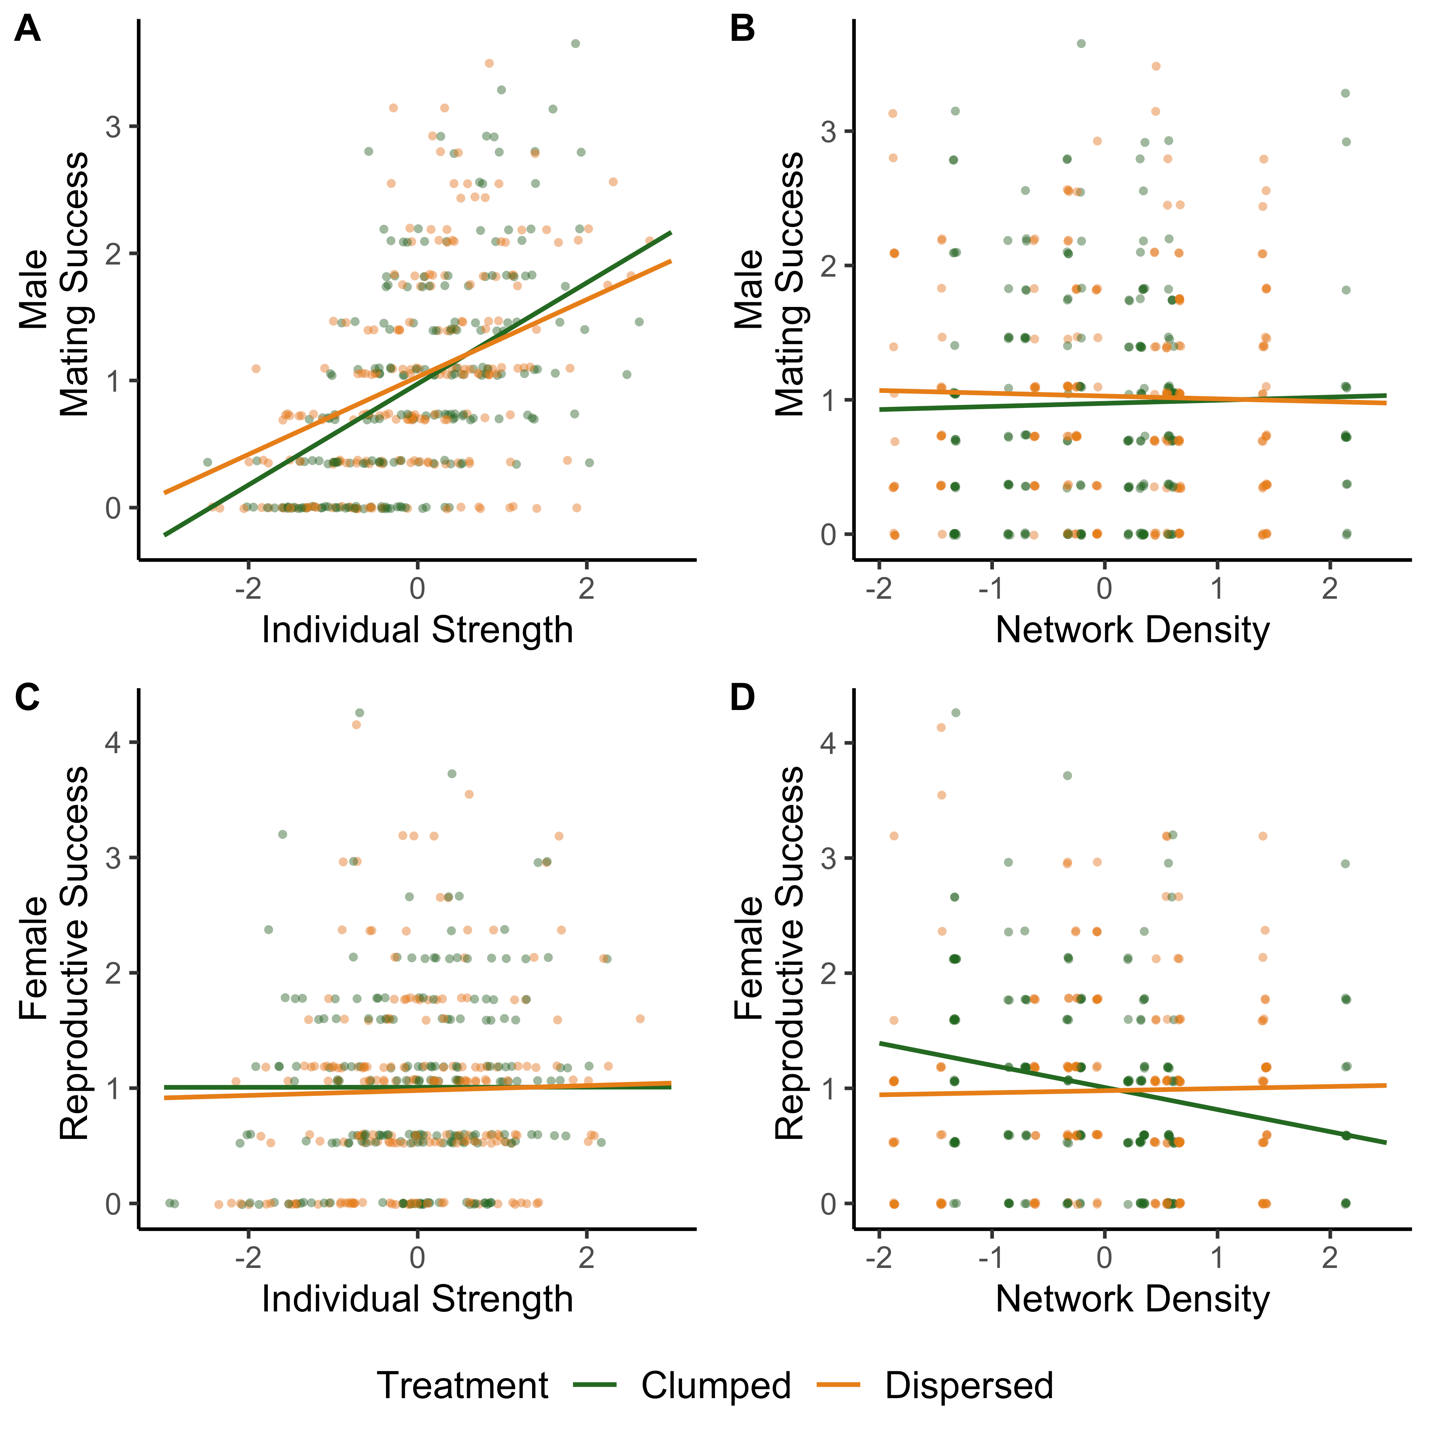 A
Male
Mating Success
3
2
1
0
-2 0 2
Individual Strength
B
Male
Mating Success
3
2
1
0
-2 -1 0 1 2
Network Density
C
Female
Reproductive Success
4
3
2
1
0
-2 0 2
Individual Strength
D
Female
Reproductive Success
4
3
2
1
0
-2 -1 0 1 2
Network Density
Treatment Clumped Dispersed